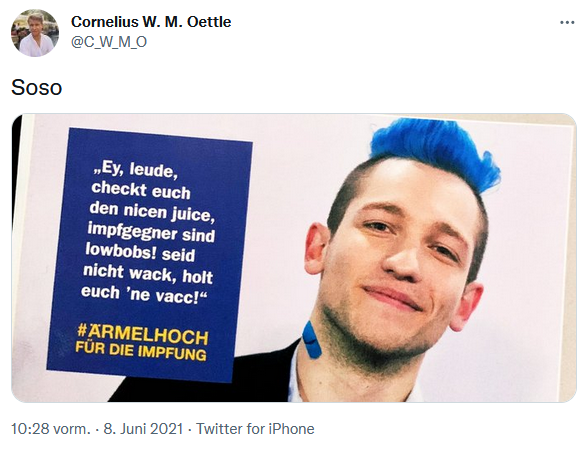 Cornelius W. M. Oettle
@C_W_M_O
Soso
„Ey, leude,
checkt euch
den nicen juice,
impfgegner sind
lowbobs! seid
nicht wack, holt
euch ’ne vacc!“
#ÄRMELHOCH
FÜR DIE IMPFUNG
10:28 vorm. · 8. Juni 2021 · Twitter for iPhone